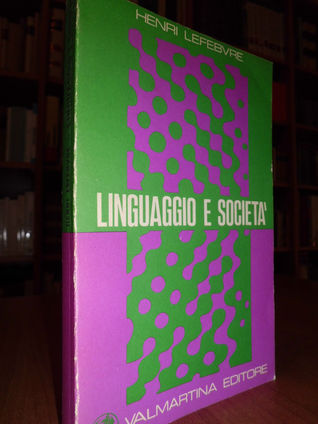 HENRI LEFEBVRE
LINGUAGGIO E SOCIETA'
VALMARTINA EDITORE